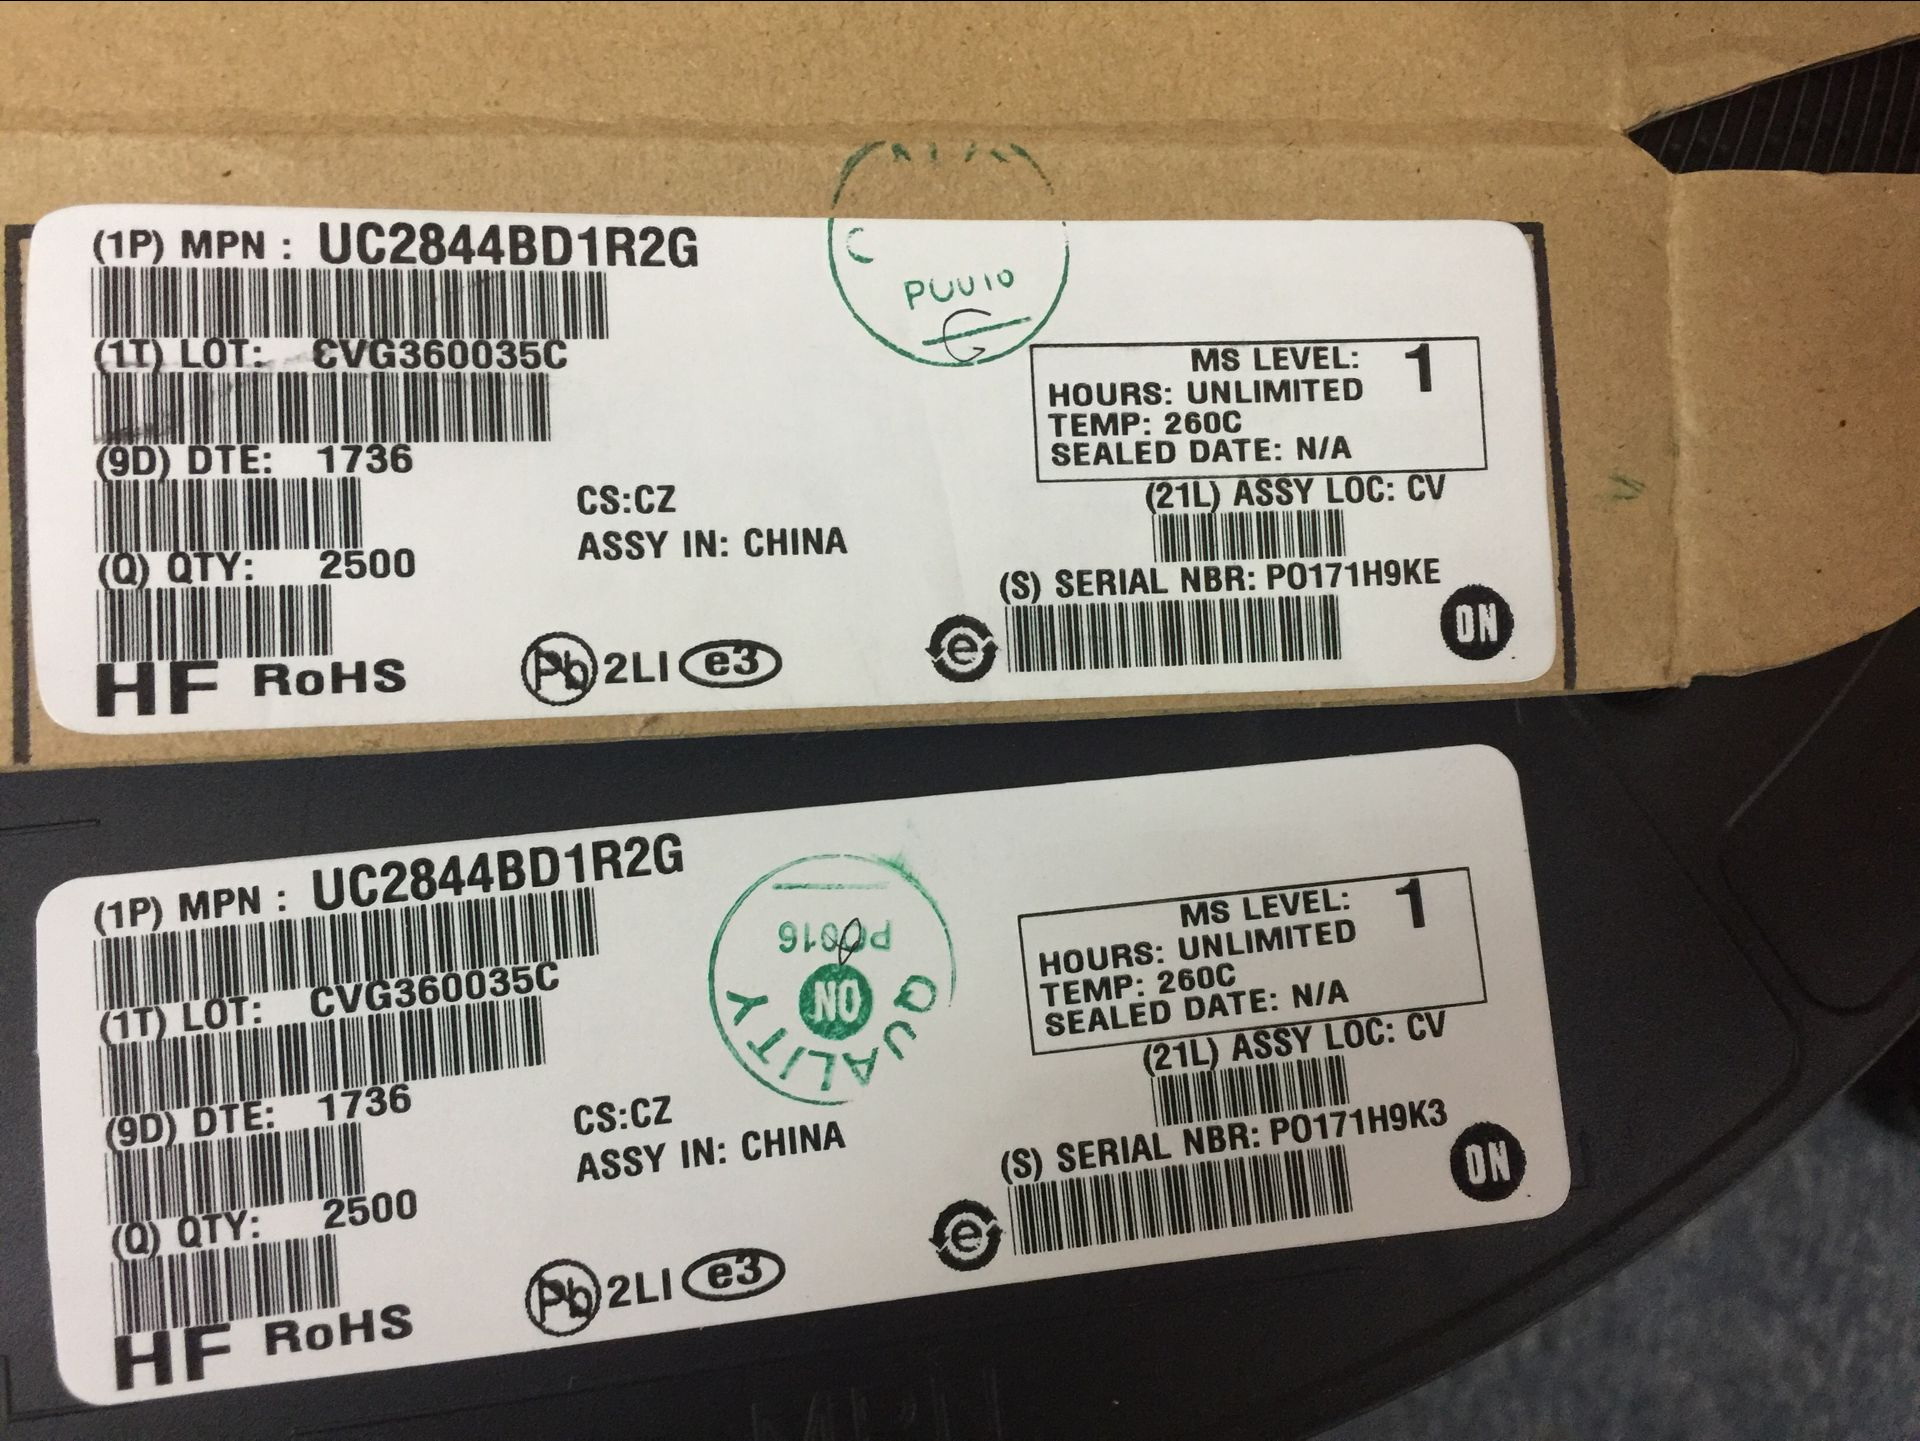 (1P) MPN : UC2844BD1R2G
(1T) LOT: CVG360035C
(9D) DTE: 1736
(Q) QTY: 2500
HF RoHS
CS:CZ
ASSY IN: CHINA
Pb 2LI e3
MS LEVEL: 1
HOURS: UNLIMITED
TEMP: 260C
SEALED DATE: N/A
(21L) ASSY LOC: CV
(S) SERIAL NBR: PO171H9KE
e
ON
(1P) MPN : UC2844BD1R2G
(1T) LOT: CVG360035C
(9D) DTE: 1736
(Q) QTY: 2500
HF RoHS
P0016
ON
QUALITY
CS:CZ
ASSY IN: CHINA
Pb 2LI e3
MS LEVEL: 1
HOURS: UNLIMITED
TEMP: 260C
SEALED DATE: N/A
(21L) ASSY LOC: CV
(S) SERIAL NBR: PO171H9K3
e
ON